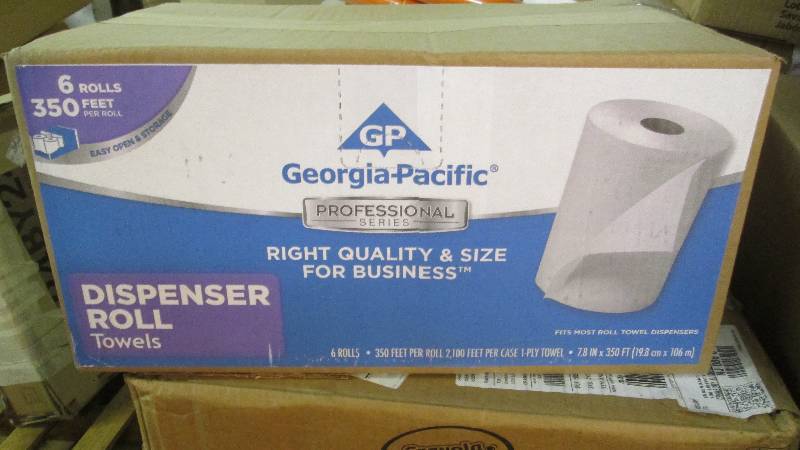 6 ROLLS
350 FEET
PER ROLL
EASY OPEN & STORAGE
GP
Georgia-Pacific®
PROFESSIONAL
SERIES
RIGHT QUALITY & SIZE
FOR BUSINESS™
DISPENSER
ROLL
Towels
FITS MOST ROLL TOWEL DISPENSERS
6 ROLLS • 350 FEET PER ROLL 2,100 FEET PER CASE 1-PLY TOWEL • 7.8 IN x 350 FT (19.8 cm x 106 m)